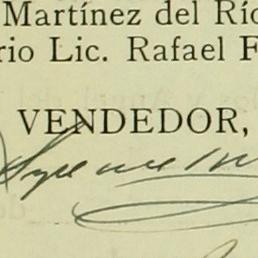 Martínez del Río
rio Lic. Rafael F
VENDEDOR,